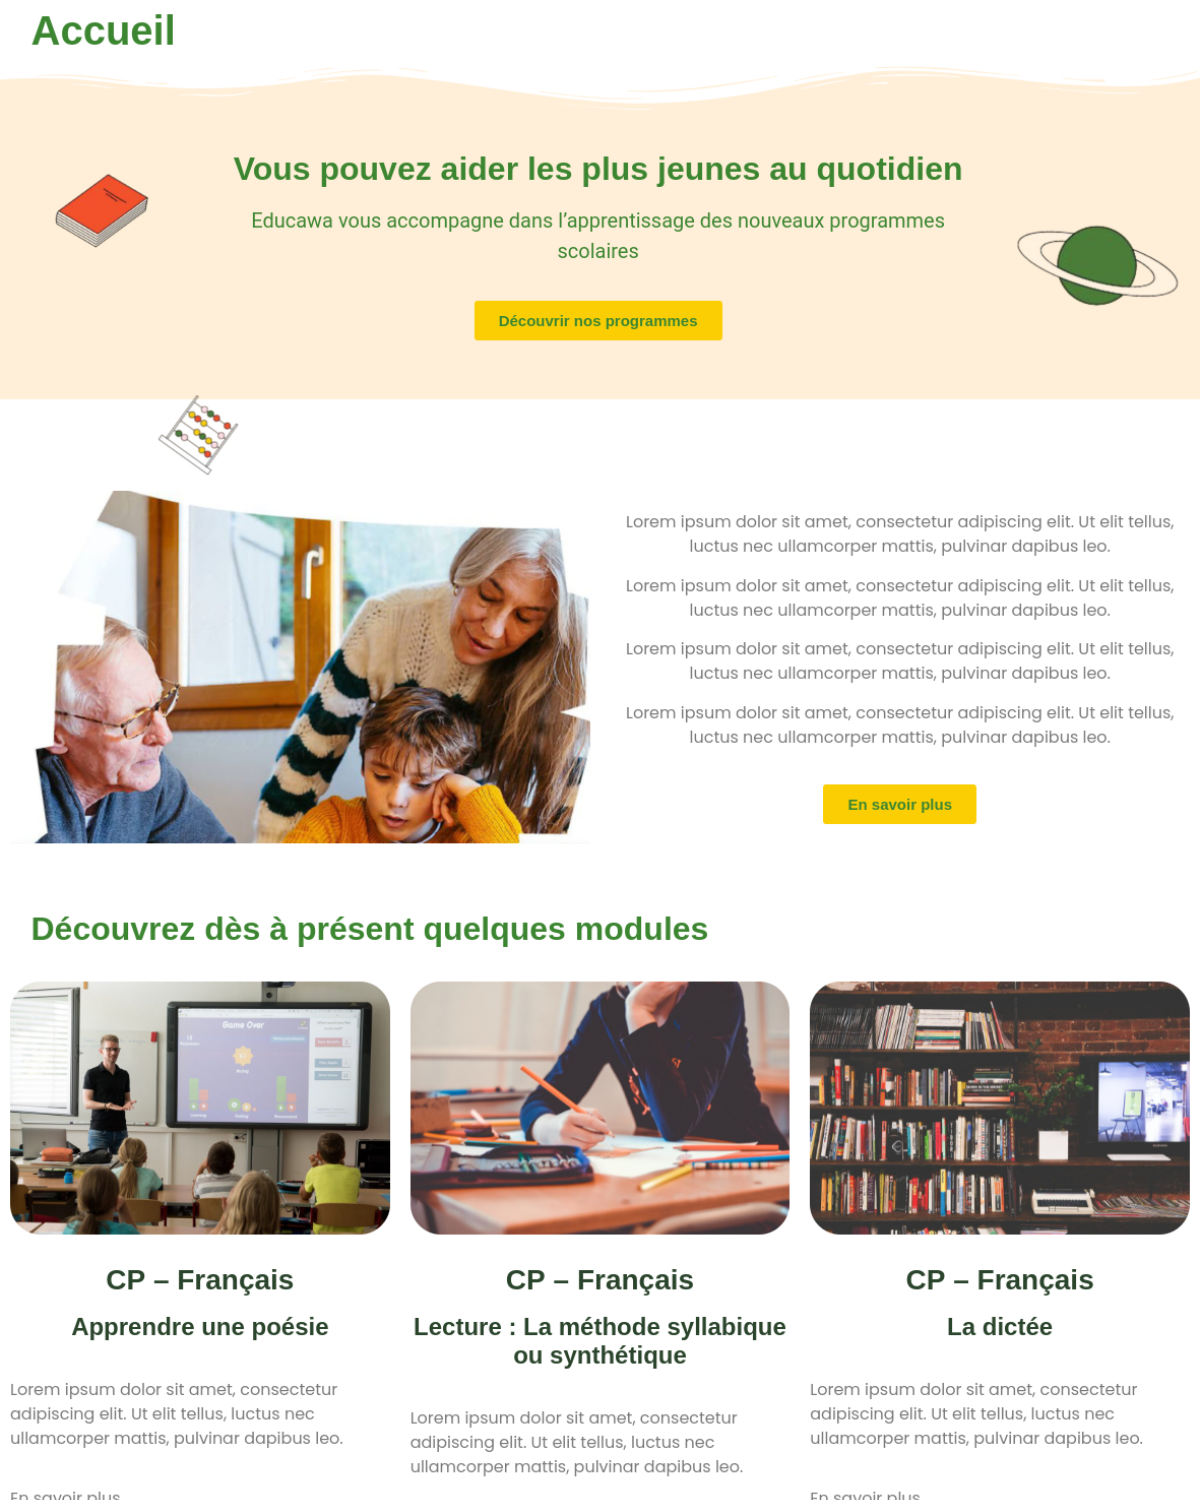 Accueil
Vous pouvez aider les plus jeunes au quotidien
Educawa vous accompagne dans l’apprentissage des nouveaux programmes
scolaires
Découvrir nos programmes
Lorem ipsum dolor sit amet, consectetur adipiscing elit. Ut elit tellus,
luctus nec ullamcorper mattis, pulvinar dapibus leo.
Lorem ipsum dolor sit amet, consectetur adipiscing elit. Ut elit tellus,
luctus nec ullamcorper mattis, pulvinar dapibus leo.
Lorem ipsum dolor sit amet, consectetur adipiscing elit. Ut elit tellus,
luctus nec ullamcorper mattis, pulvinar dapibus leo.
Lorem ipsum dolor sit amet, consectetur adipiscing elit. Ut elit tellus,
luctus nec ullamcorper mattis, pulvinar dapibus leo.
En savoir plus
Découvrez dès à présent quelques modules
Game Over
CP – Français
Apprendre une poésie
Lorem ipsum dolor sit amet, consectetur
adipiscing elit. Ut elit tellus, luctus nec
ullamcorper mattis, pulvinar dapibus leo.
En savoir plus
CP – Français
Lecture : La méthode syllabique
ou synthétique
Lorem ipsum dolor sit amet, consectetur
adipiscing elit. Ut elit tellus, luctus nec
ullamcorper mattis, pulvinar dapibus leo.
CP – Français
La dictée
Lorem ipsum dolor sit amet, consectetur
adipiscing elit. Ut elit tellus, luctus nec
ullamcorper mattis, pulvinar dapibus leo.
En savoir plus